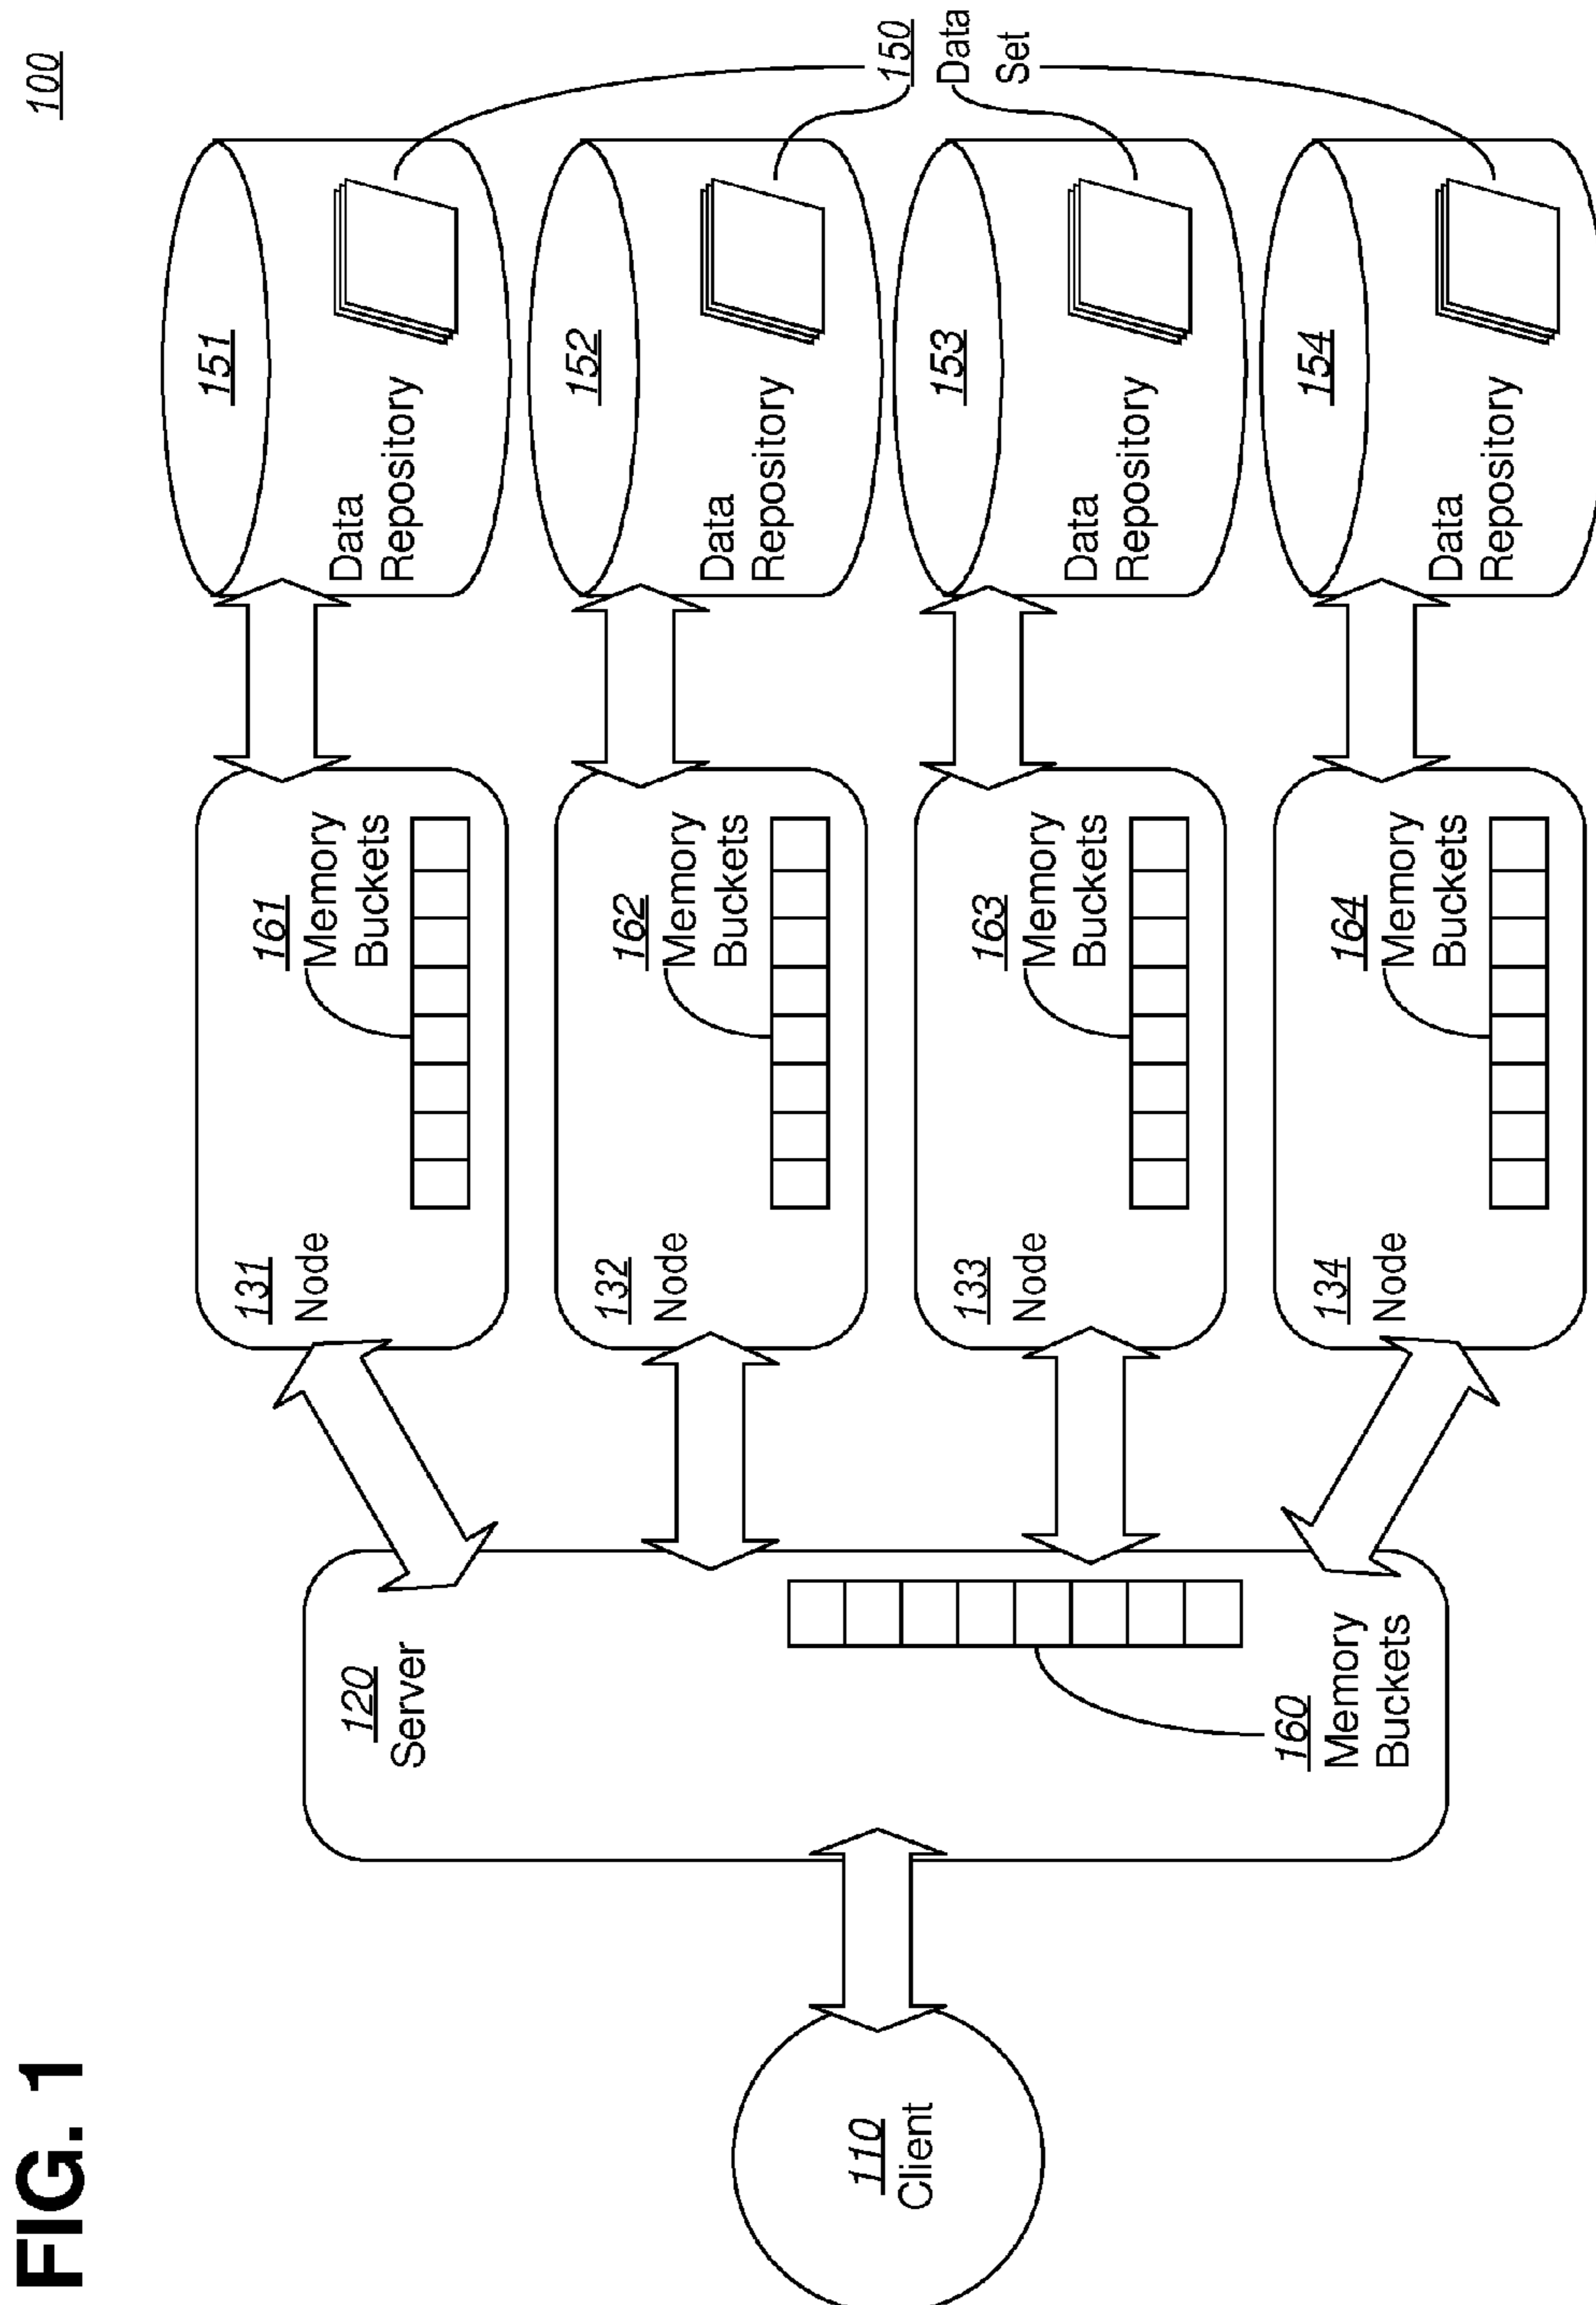 FIG. 1
100
110
Client
120
Server
160
Memory
Buckets
131
Node
161
Memory
Buckets
132
Node
162
Memory
Buckets
133
Node
163
Memory
Buckets
134
Node
164
Memory
Buckets
151
Data
Repository
152
Data
Repository
153
Data
Repository
154
Data
Repository
150
Data
Set